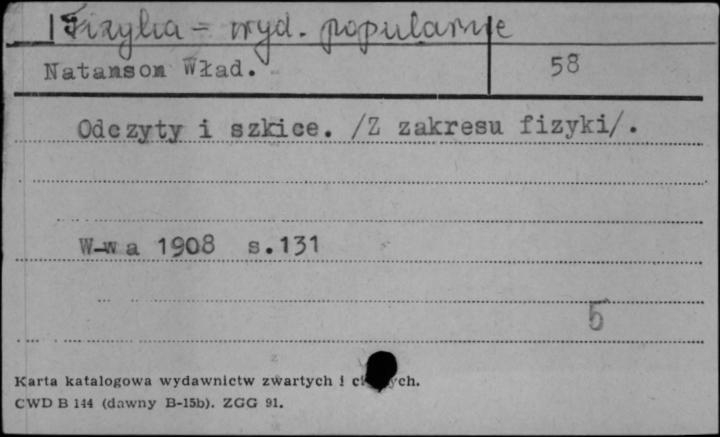 Fizyka = wyd. popularne
Natanson Wład.
58
Odczyty i szkice. /Z zakresu fizyki/.
W-wa 1908 s.131
5
Karta katalogowa wydawnictw zwartych i
CWD B 144 (dawny B-15b). ZGG 91.